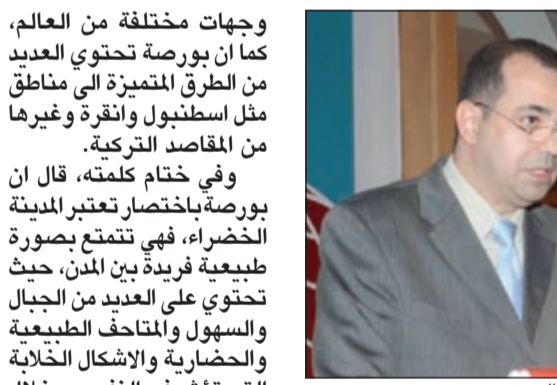 وجهات مختلفة من العالم،
كما ان بورصة تحتوي العديد
من الطرق المتميزة الى مناطق
مثل اسطنبول وانقرة وغيرها
من المقاصد التركية.
وفي ختام كلمته، قال ان
بورصة باختصار تعتبر المدينة
الخضراء، فهي تتمتع بصورة
طبيعية فريدة بين المدن، حيث
تحتوي على العديد من الجبال
والسهول والمتاحف الطبيعية
والحضارية والاشكال الخلابة